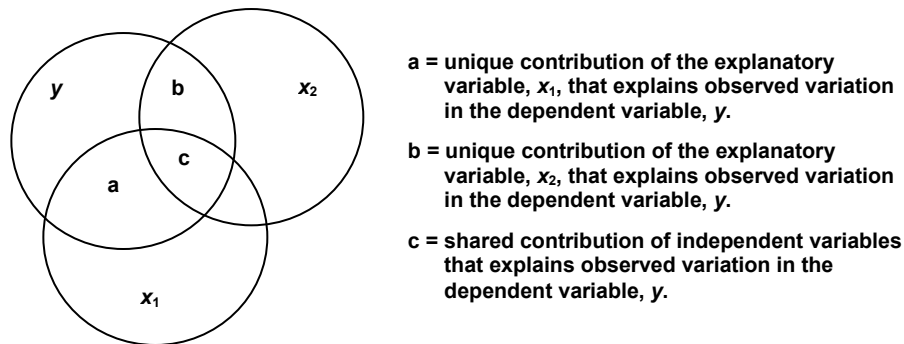 y
b
x₂
c
a
x₁
a = unique contribution of the explanatory
variable, x₁, that explains observed variation
in the dependent variable, y.
b = unique contribution of the explanatory
variable, x₂, that explains observed variation
in the dependent variable, y.
c = shared contribution of independent variables
that explains observed variation in the
dependent variable, y.